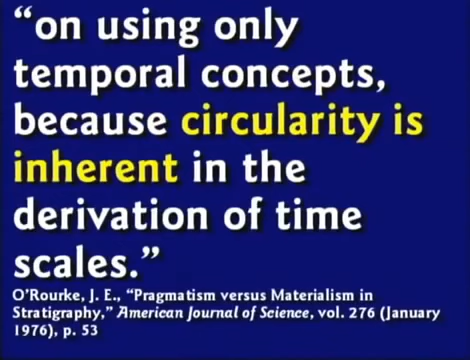 “on using only
temporal concepts,
because circularity is
inherent in the
derivation of time
scales.”
O’Rourke, J. E., “Pragmatism versus Materialism in
Stratigraphy,” American Journal of Science, vol. 276 (January
1976), p. 53